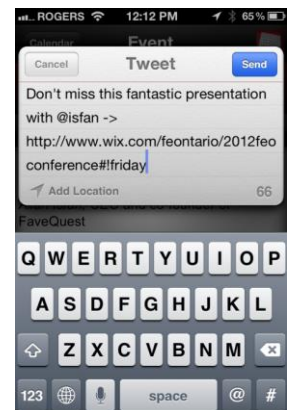 ROGERS 12:12 PM 65%
Calendar Event
Cancel Tweet Send
Don't miss this fantastic presentation
with @isfan ->
http://www.wix.com/feontario/2012feo
conference#!friday
Add Location 66
FaveQuest
Q W E R T Y U I O P
A S D F G H J K L
Z X C V B N M
123 space @ #